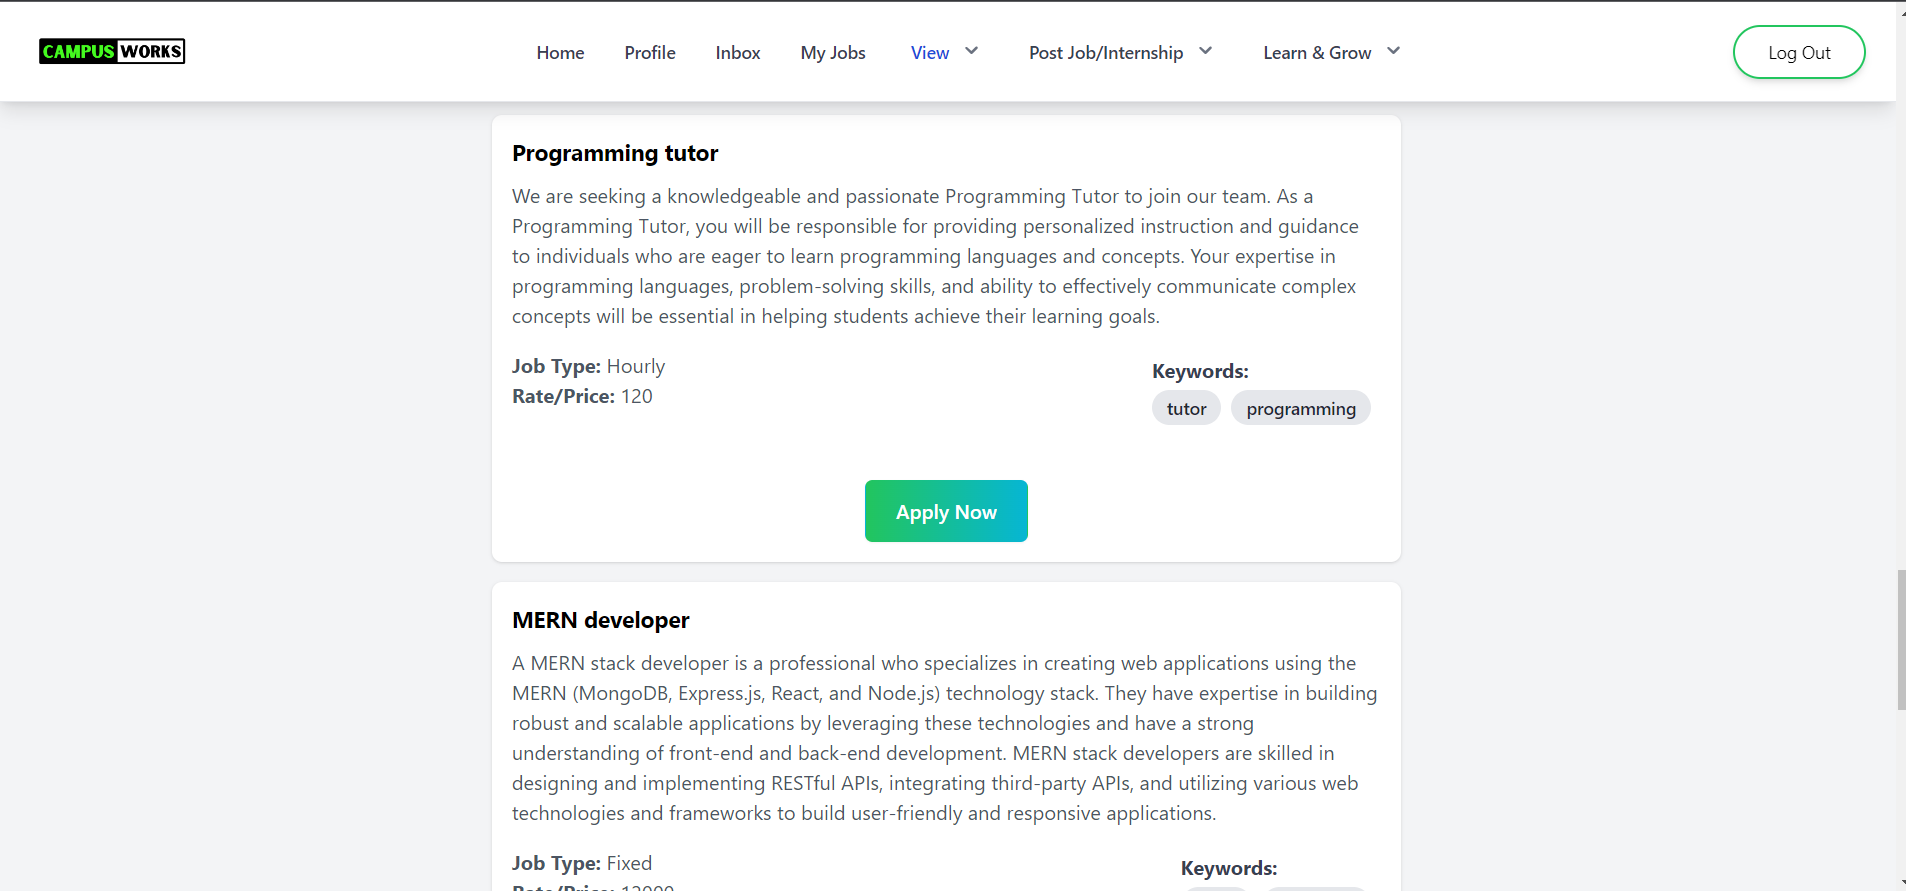 CAMPUS WORKS
Home Profile Inbox My Jobs View Post Job/Internship Learn & Grow Log Out
Programming tutor
We are seeking a knowledgeable and passionate Programming Tutor to join our team. As a
Programming Tutor, you will be responsible for providing personalized instruction and guidance
to individuals who are eager to learn programming languages and concepts. Your expertise in
programming languages, problem-solving skills, and ability to effectively communicate complex
concepts will be essential in helping students achieve their learning goals.
Job Type: Hourly
Rate/Price: 120
Keywords:
tutor programming
Apply Now
MERN developer
A MERN stack developer is a professional who specializes in creating web applications using the
MERN (MongoDB, Express.js, React, and Node.js) technology stack. They have expertise in building
robust and scalable applications by leveraging these technologies and have a strong
understanding of front-end and back-end development. MERN stack developers are skilled in
designing and implementing RESTful APIs, integrating third-party APIs, and utilizing various web
technologies and frameworks to build user-friendly and responsive applications.
Job Type: Fixed
Rate/Price: 12000
Keywords: